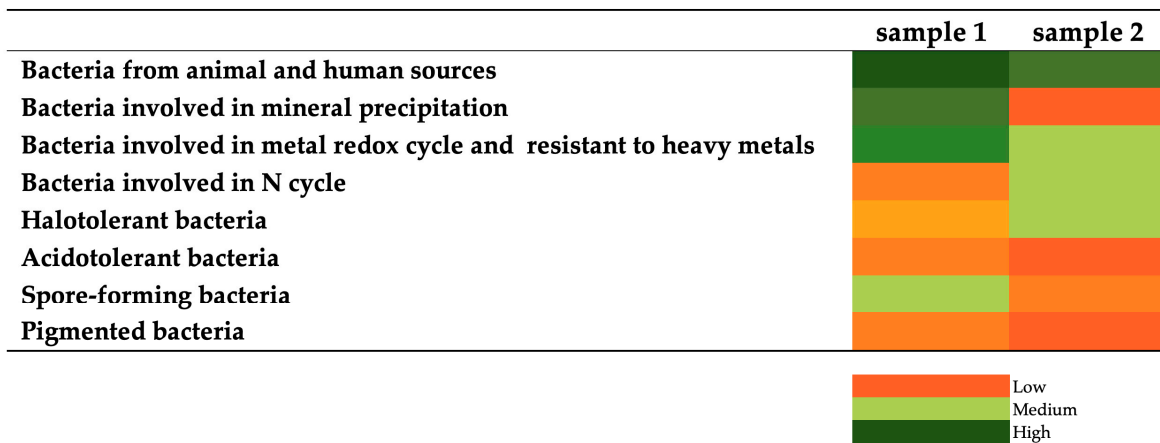 sample 1 sample 2
Bacteria from animal and human sources
Bacteria involved in mineral precipitation
Bacteria involved in metal redox cycle and resistant to heavy metals
Bacteria involved in N cycle
Halotolerant bacteria
Acidotolerant bacteria
Spore-forming bacteria
Pigmented bacteria
Low
Medium
High